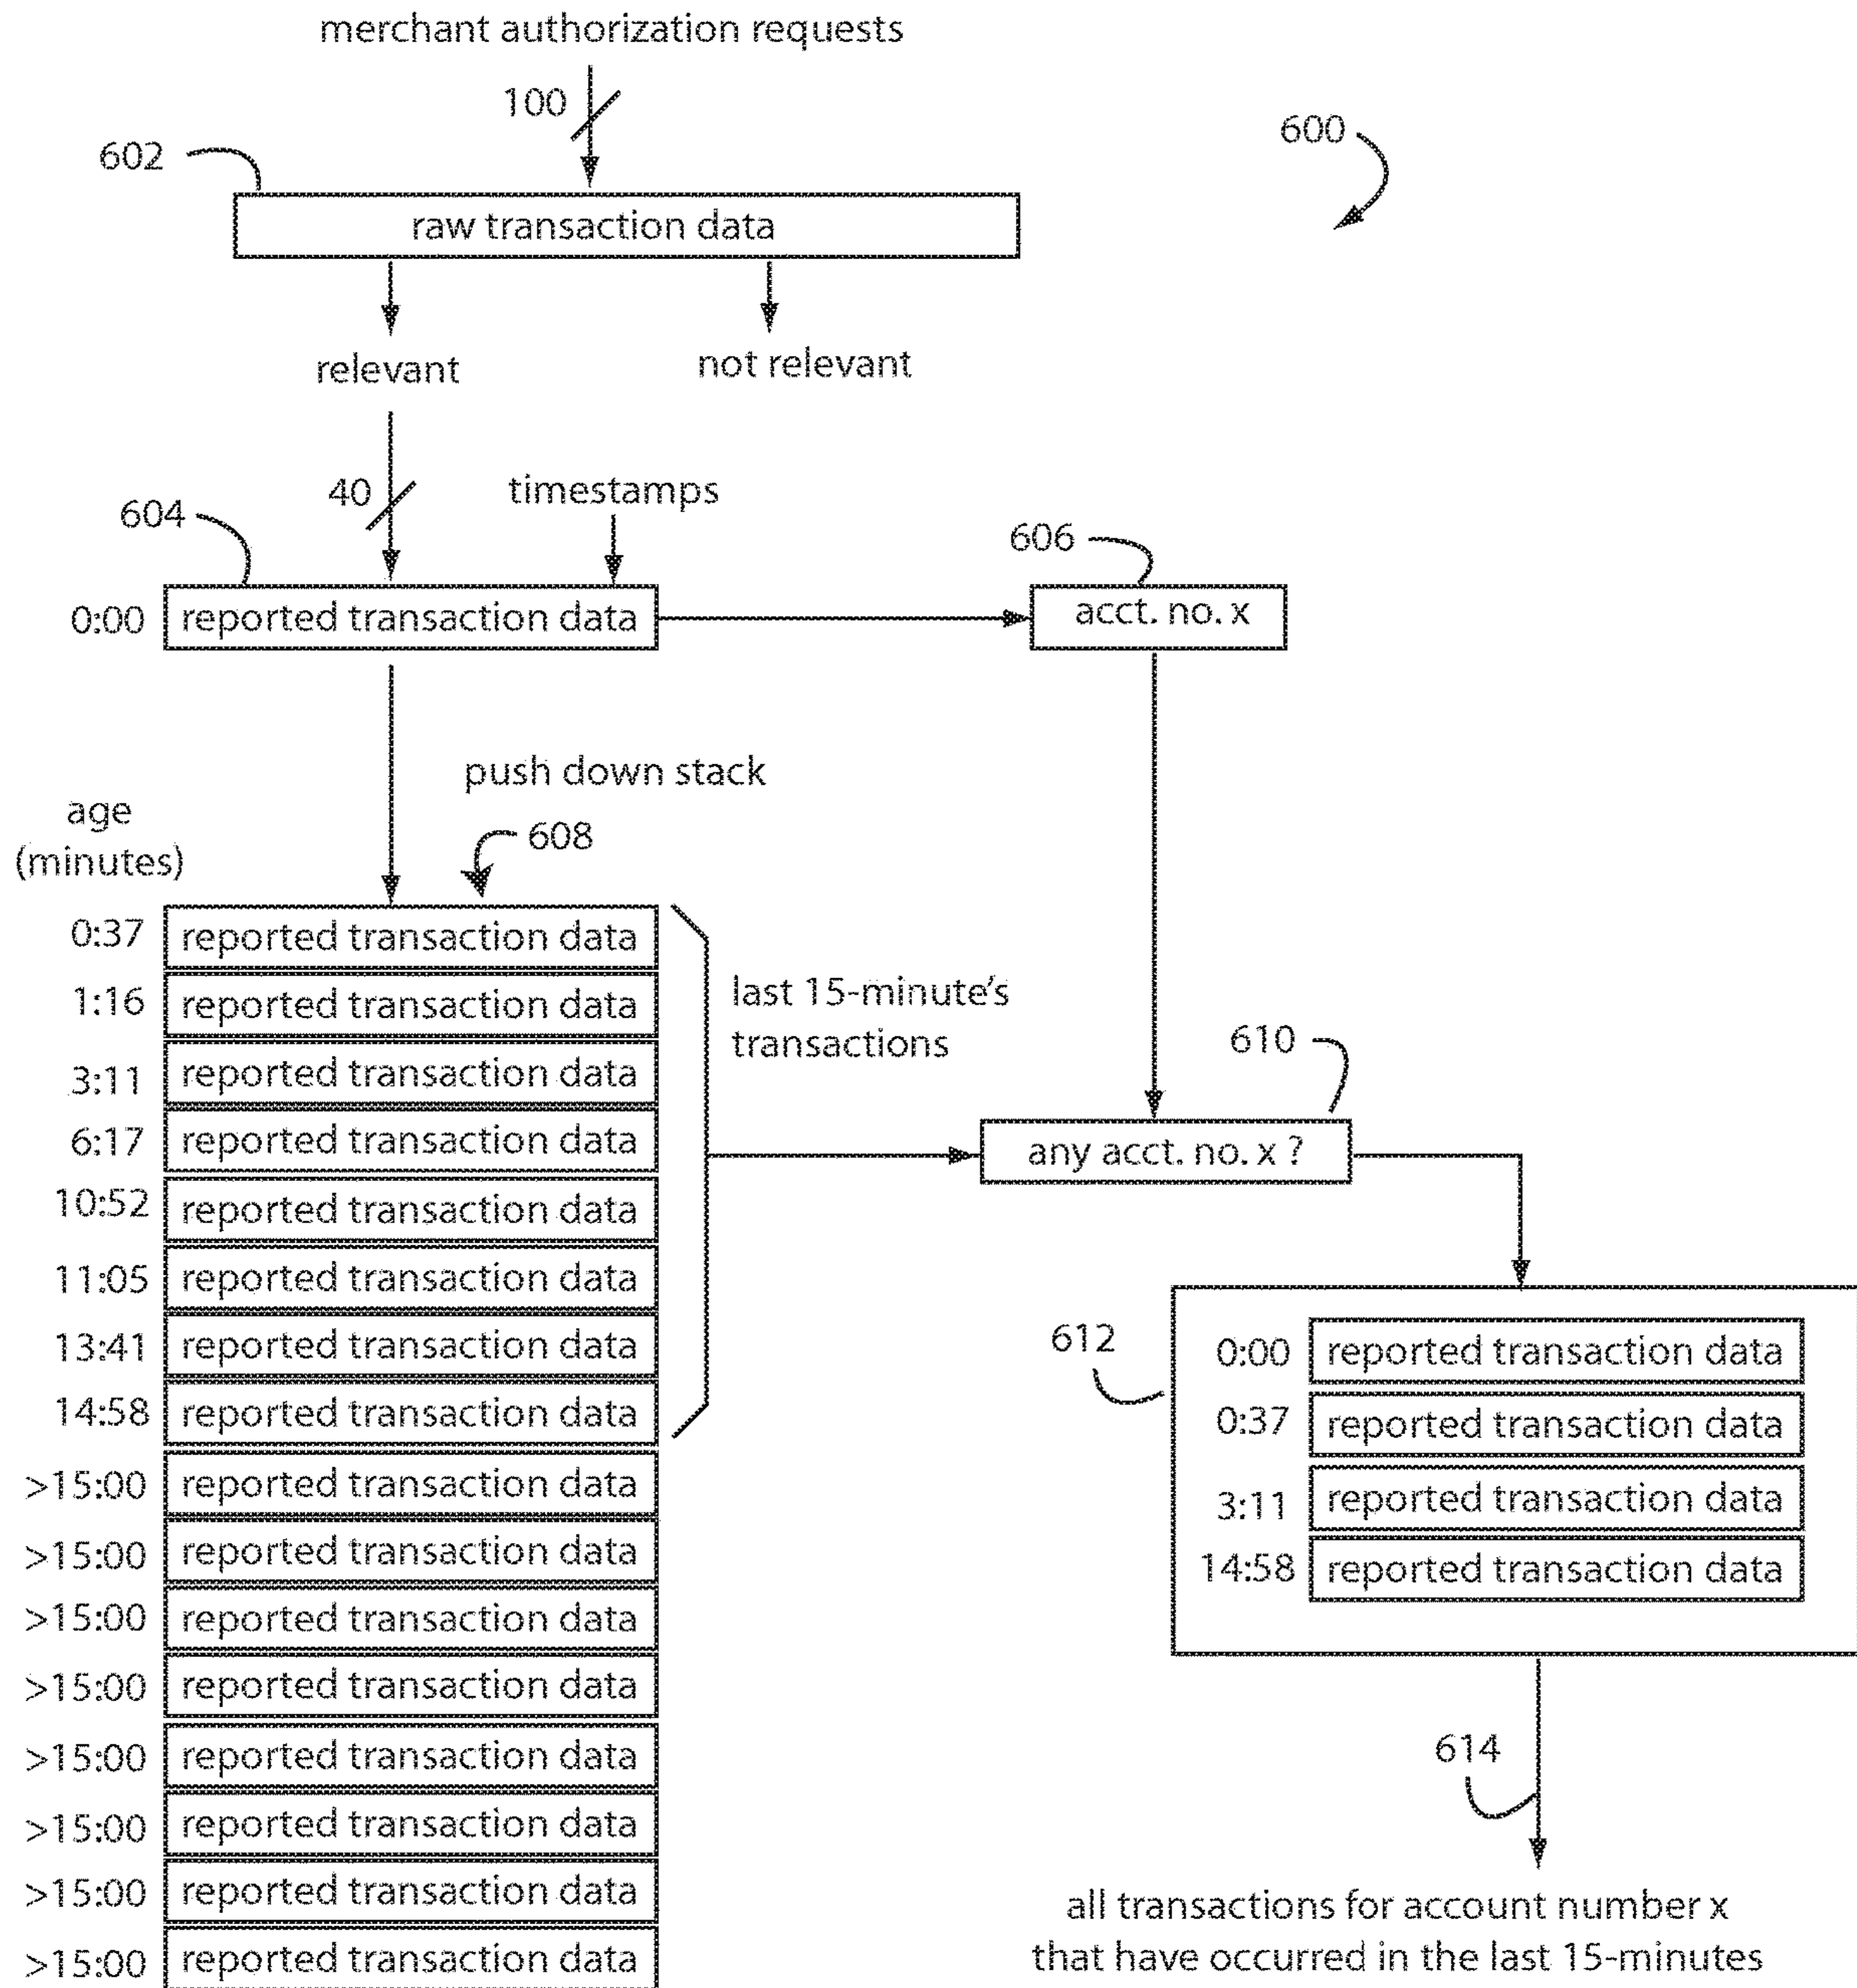 merchant authorization requests
100
600
602
raw transaction data
relevant
not relevant
40
timestamps
604
606
0:00 reported transaction data
acct. no. x
push down stack
608
age
(minutes)
0:37 reported transaction data
1:16 reported transaction data
3:11 reported transaction data
6:17 reported transaction data
10:52 reported transaction data
11:05 reported transaction data
13:41 reported transaction data
14:58 reported transaction data
>15:00 reported transaction data
>15:00 reported transaction data
>15:00 reported transaction data
>15:00 reported transaction data
>15:00 reported transaction data
>15:00 reported transaction data
>15:00 reported transaction data
>15:00 reported transaction data
last 15-minute's
transactions
610
any acct. no. x ?
612
0:00 reported transaction data
0:37 reported transaction data
3:11 reported transaction data
14:58 reported transaction data
614
all transactions for account number x
that have occurred in the last 15-minutes